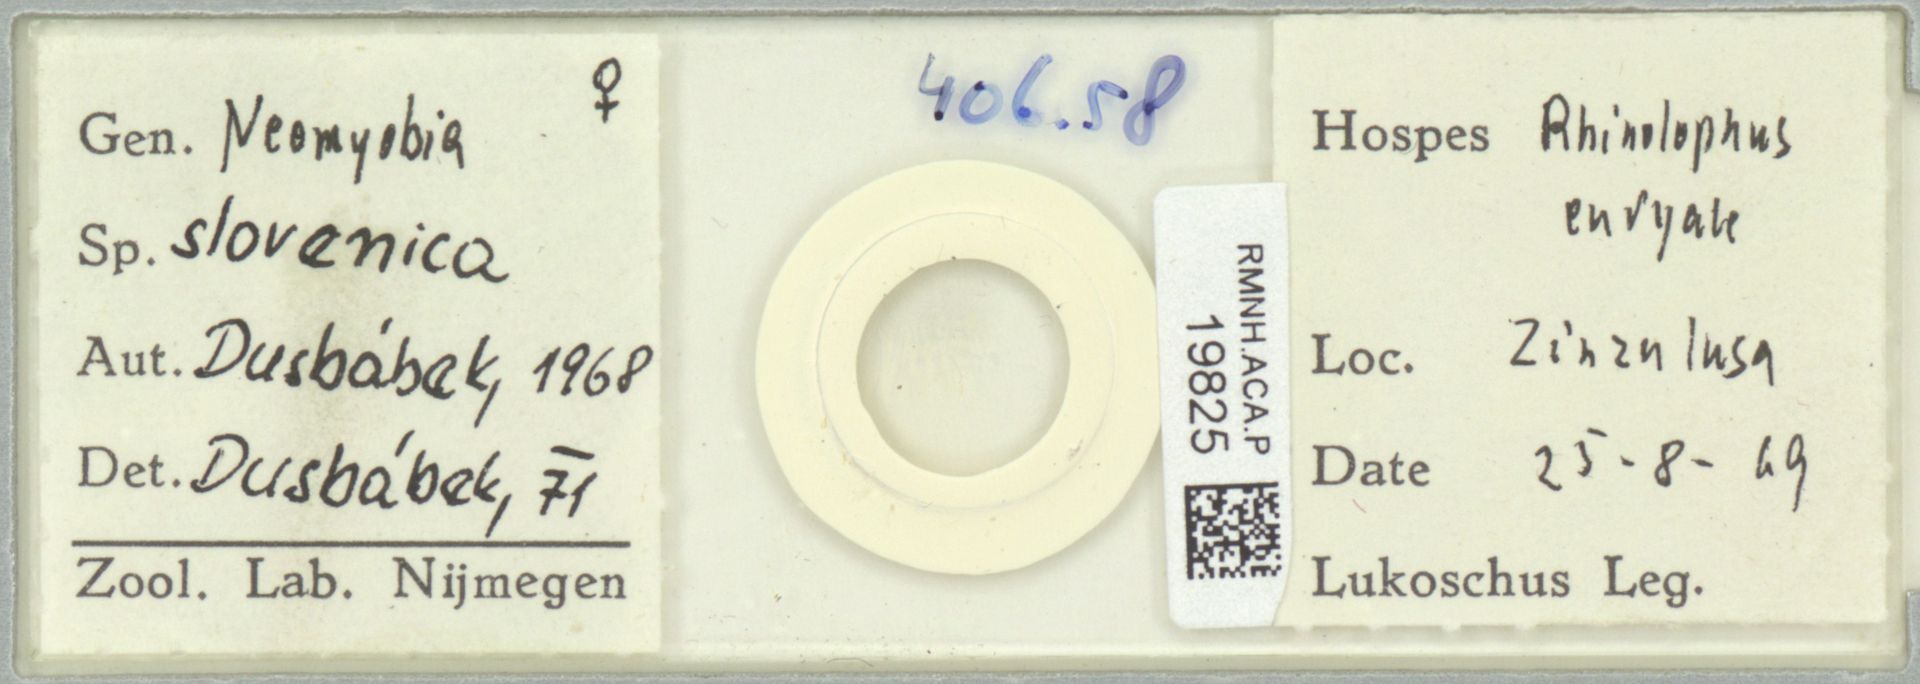 Gen. Neomyobia ♀
Sp. slovenica
Aut. Dusbábek, 1968
Det. Dusbábek, 71
Zool. Lab. Nijmegen
406.58
RMNH.ACA.P
19825
Hospes Rhinolophus
euryale
Loc. Zinzulusa
Date 25-8-69
Lukoschus Leg.